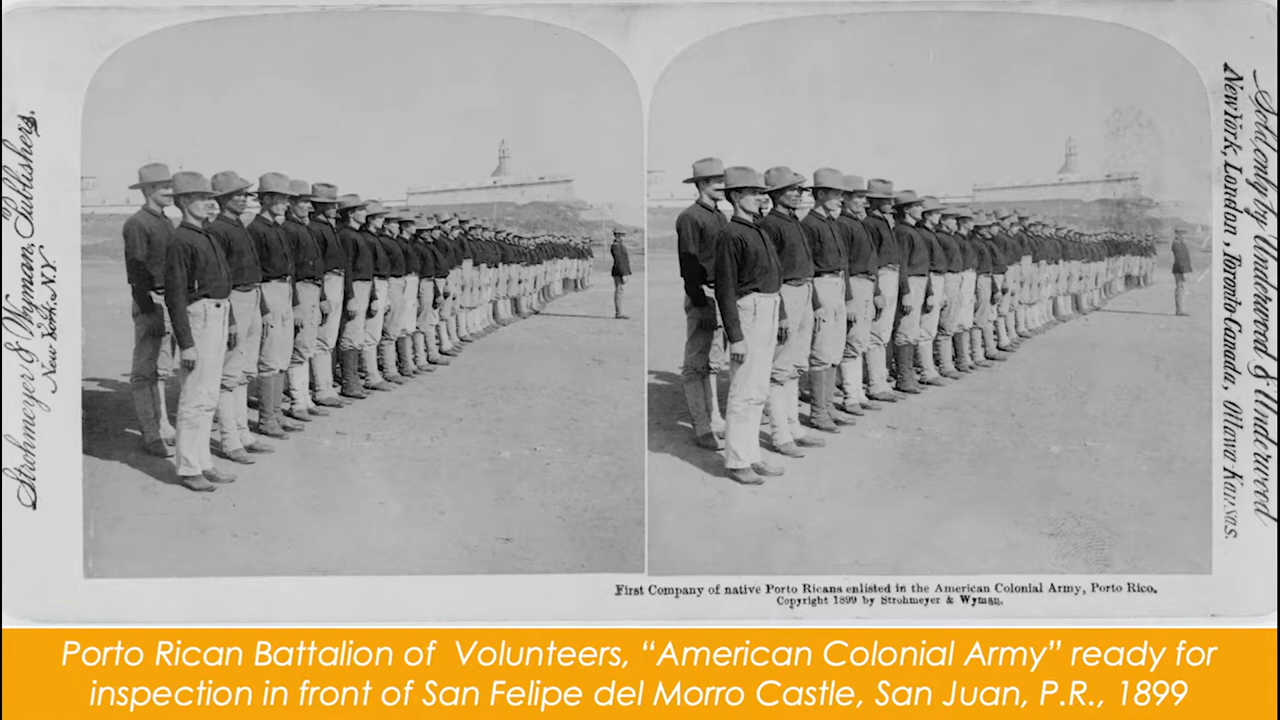 Strohmeyer & Wyman, Publishers,
New York, N.Y.
Sold only by Underwood & Underwood
New York, London, Toronto-Canada, Ottawa-Kansas.
First Company of native Porto Ricans enlisted in the American Colonial Army, Porto Rico.
Copyright 1899 by Strohmeyer & Wyman.
Porto Rican Battalion of Volunteers, “American Colonial Army” ready for
inspection in front of San Felipe del Morro Castle, San Juan, P.R., 1899